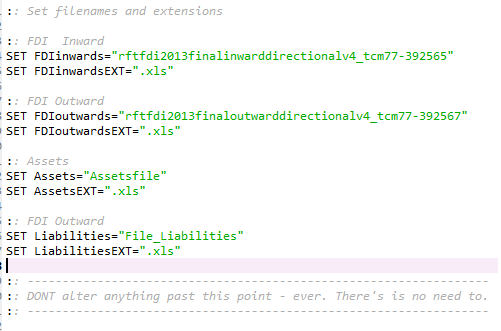 :: Set filenames and extensions
:: FDI  Inward
SET FDIinwards="rftfdi2013finalinwarddirectionalv4_tcm77-392565"
SET FDIinwardsEXT=".xls"
:: FDI Outward
SET FDIoutwards="rftfdi2013finaloutwarddirectionalv4_tcm77-392567"
SET FDIoutwardsEXT=".xls"
:: Assets
SET Assets="Assetsfile"
SET AssetsEXT=".xls"
:: FDI Outward
SET Liabilities="File_Liabilities"
SET LiabilitiesEXT=".xls"
:: ------------------------------------------------------------------
:: DONT alter anything past this point - ever. There's is no need to.
:: ------------------------------------------------------------------